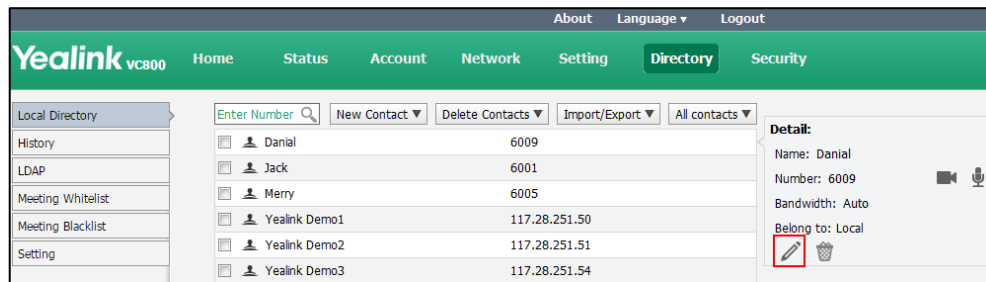 About Language ▾ Logout
Yealink VC800 Home Status Account Network Setting Directory Security
Local Directory
History
LDAP
Meeting Whitelist
Meeting Blacklist
Setting
Enter Number New Contact ▼ Delete Contacts ▼ Import/Export ▼ All contacts ▼
Danial 6009
Jack 6001
Merry 6005
Yealink Demo1 117.28.251.50
Yealink Demo2 117.28.251.51
Yealink Demo3 117.28.251.54
Detail:
Name: Danial
Number: 6009
Bandwidth: Auto
Belong to: Local